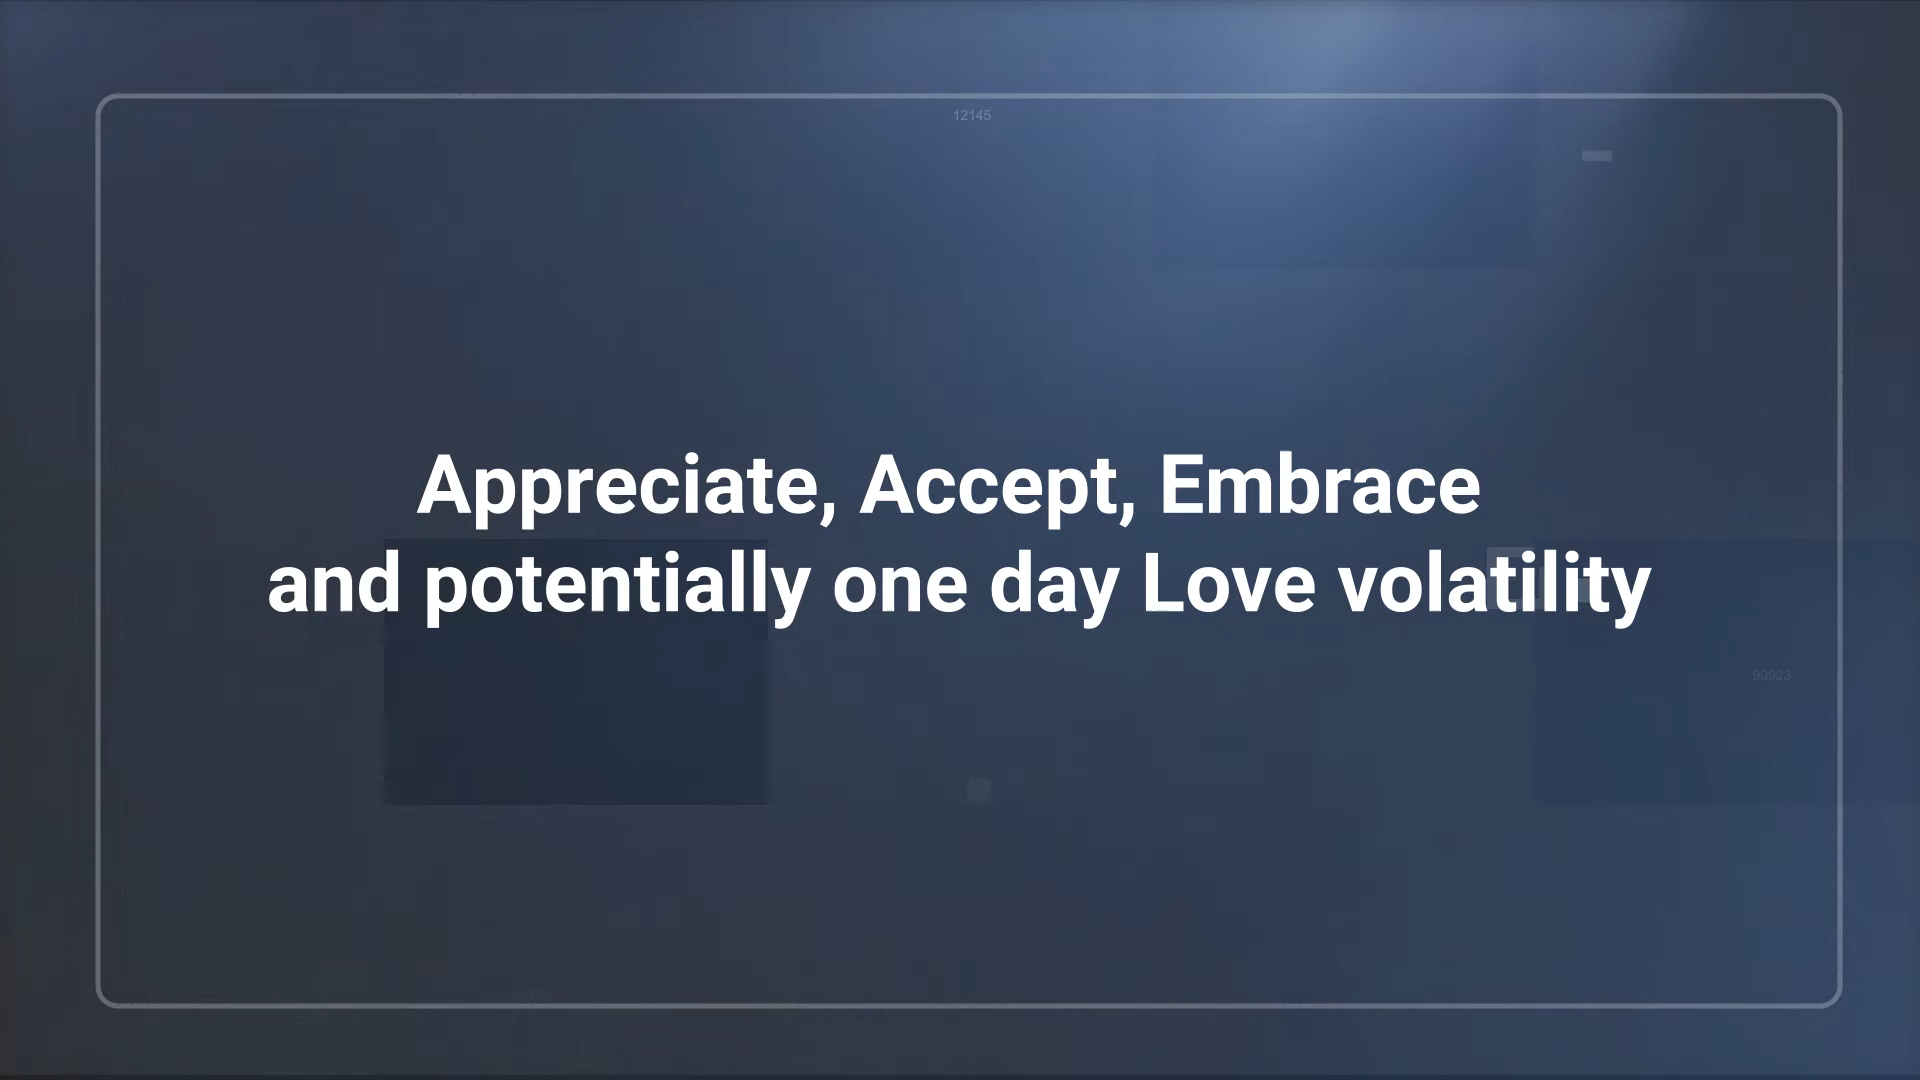 12145
Appreciate, Accept, Embrace
and potentially one day Love volatility
90923